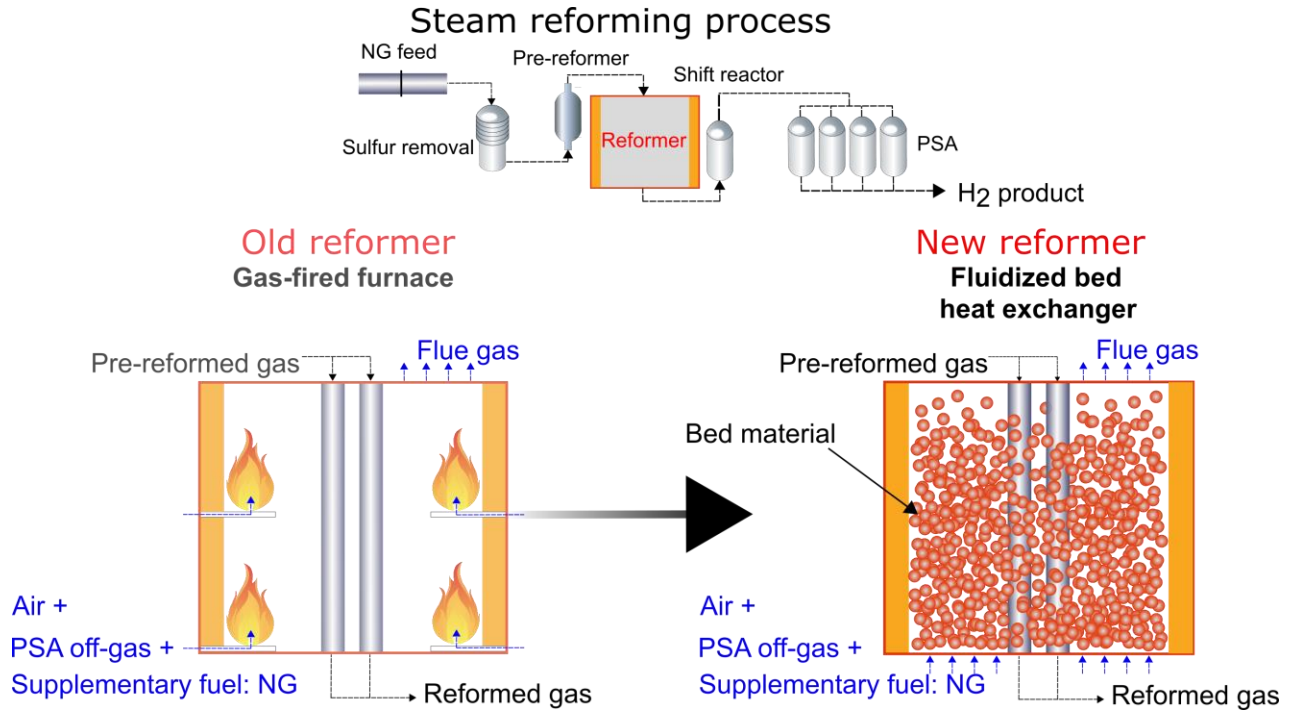 Steam reforming process
NG feed
Pre-reformer
Shift reactor
Sulfur removal
Reformer
PSA
H2 product
Old reformer
Gas-fired furnace
New reformer
Fluidized bed
heat exchanger
Pre-reformed gas
Flue gas
Air +
PSA off-gas +
Supplementary fuel: NG
Reformed gas
Pre-reformed gas
Flue gas
Bed material
Air +
PSA off-gas +
Supplementary fuel: NG
Reformed gas